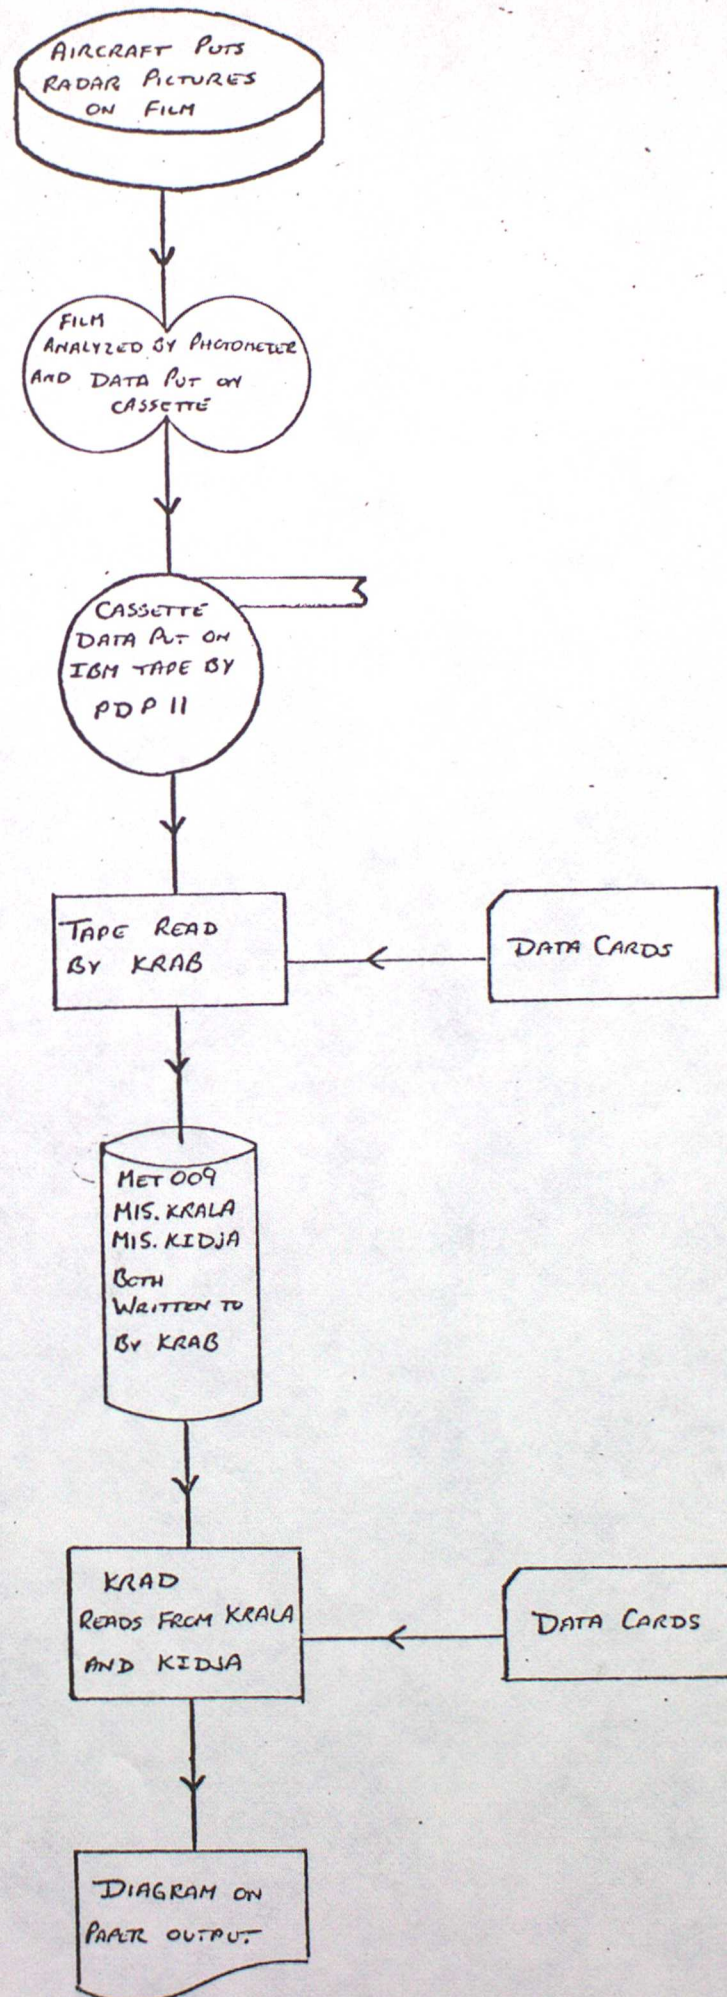 AIRCRAFT PUTS
RADAR PICTURES
ON FILM
FILM
ANALYZED BY PHOTOMETER
AND DATA PUT ON
CASSETTE
CASSETTE
DATA PUT ON
IBM TAPE BY
PDP 11
TAPE READ
BY KRAB
DATA CARDS
MET 009
MIS. KRALA
MIS. KIDJA
BOTH
WRITTEN TO
BY KRAB
KRAD
READS FROM KRALA
AND KIDJA
DATA CARDS
DIAGRAM ON
PAPER OUTPUT.